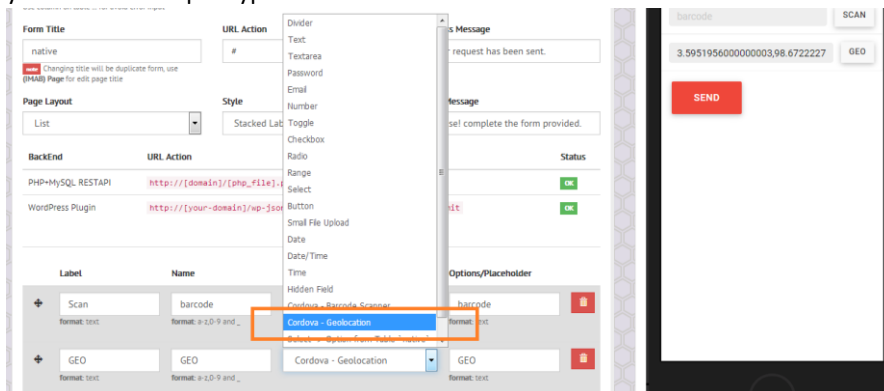 Form Title
URL Action
s Message
native
#
r request has been sent.
note Changing title will be duplicate form, use
(IMAB) Page for edit page title
Page Layout
Style
Message
List
Stacked Lab
se! complete the form provided.
BackEnd
URL Action
Status
PHP+MySQL RESTAPI
http://[domain]/[php_file].
OK
WordPress Plugin
http://[your-domain]/wp-jso
mit
OK
Label
Name
Options/Placeholder
Scan
barcode
barcode
format: text
format: a-z,0-9 and _
format: text
GEO
GEO
Cordova - Geolocation
GEO
format: text
format: a-z,0-9 and _
format: text
Divider
Text
Textarea
Password
Email
Number
Toggle
Checkbox
Radio
Range
Select
Button
Small File Upload
Date
Date/Time
Time
Hidden Field
Cordova - Barcode Scanner
Cordova - Geolocation
barcode
SCAN
3.5951956000000003,98.6722227
GEO
SEND